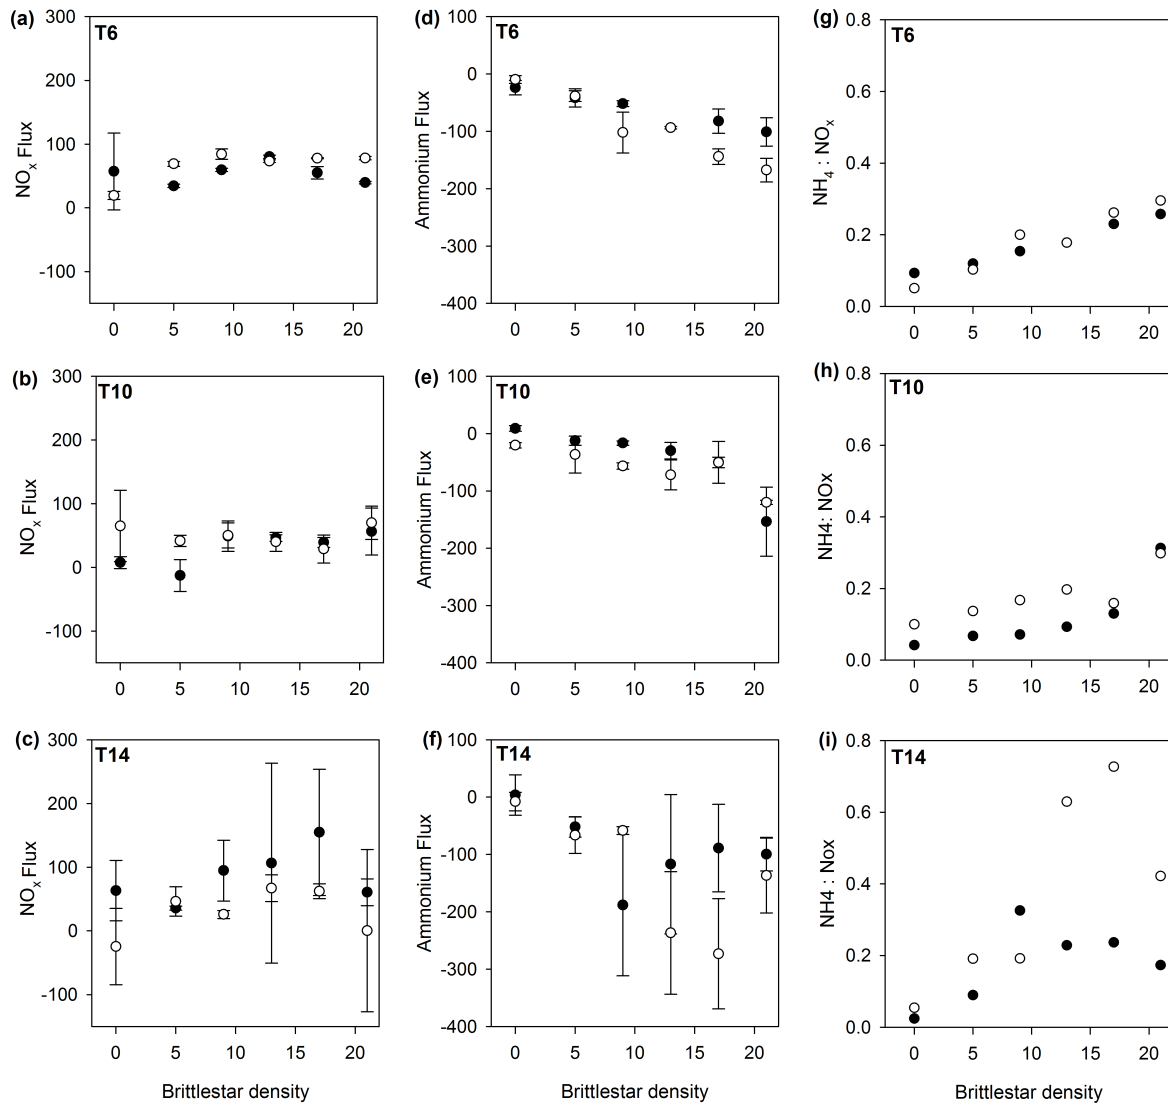 (a)
T6
300
200
100
0
-100
NOx Flux
0 5 10 15 20
(d)
T6
100
0
-100
-200
-300
-400
Ammonium Flux
0 5 10 15 20
(g)
T6
0.8
0.6
0.4
0.2
0.0
NH4 : NOx
0 5 10 15 20
(b)
T10
300
200
100
0
-100
NOx Flux
0 5 10 15 20
(e)
T10
100
0
-100
-200
-300
-400
Ammonium Flux
0 5 10 15 20
(h)
T10
0.8
0.6
0.4
0.2
0.0
NH4: NOx
0 5 10 15 20
(c)
T14
300
200
100
0
-100
NOx Flux
0 5 10 15 20
Brittlestar density
(f)
T14
100
0
-100
-200
-300
-400
Ammonium Flux
0 5 10 15 20
Brittlestar density
(i)
T14
0.8
0.6
0.4
0.2
0.0
NH4 : Nox
0 5 10 15 20
Brittlestar density